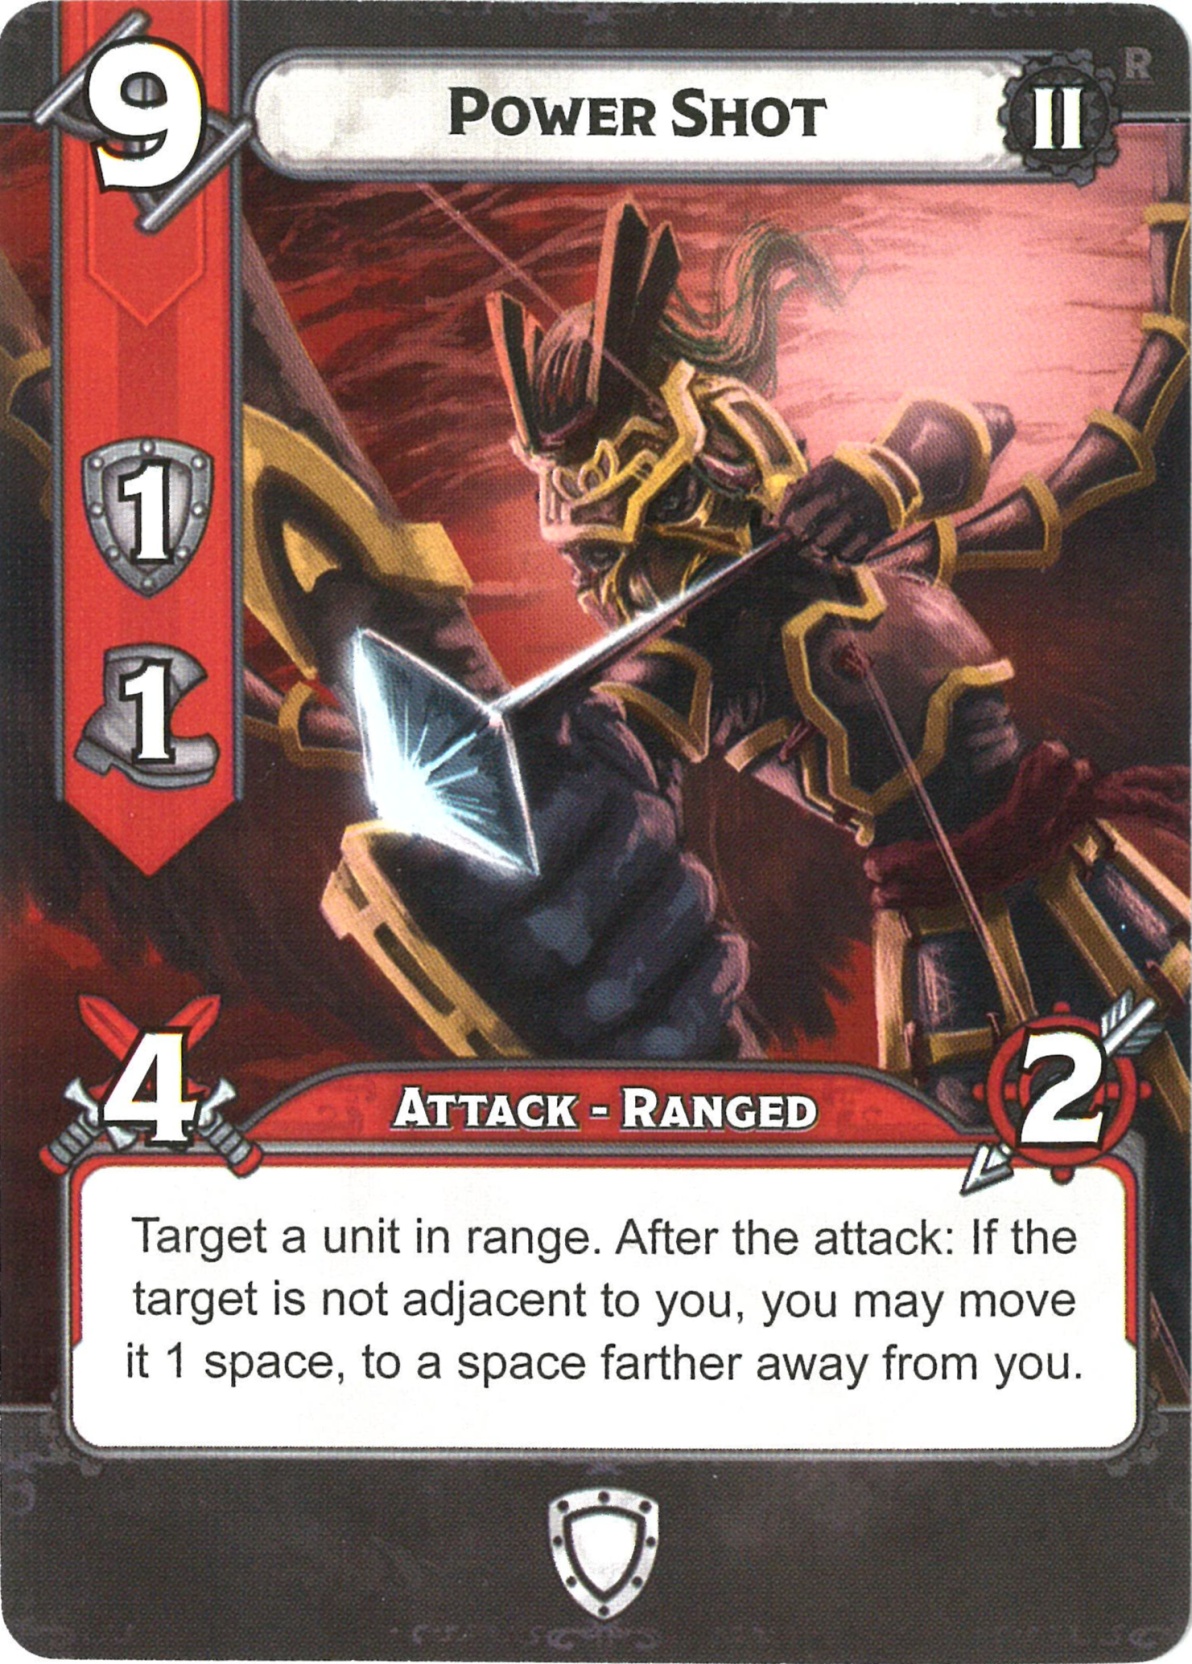 R
9
POWER SHOT
II
1
1
4
ATTACK - RANGED
2
Target a unit in range. After the attack: If the
target is not adjacent to you, you may move
it 1 space, to a space farther away from you.